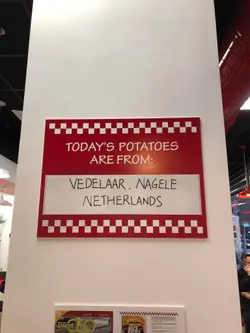 TODAY'S POTATOES
ARE FROM:
VEDELAAR, NAGELE
NETHERLANDS